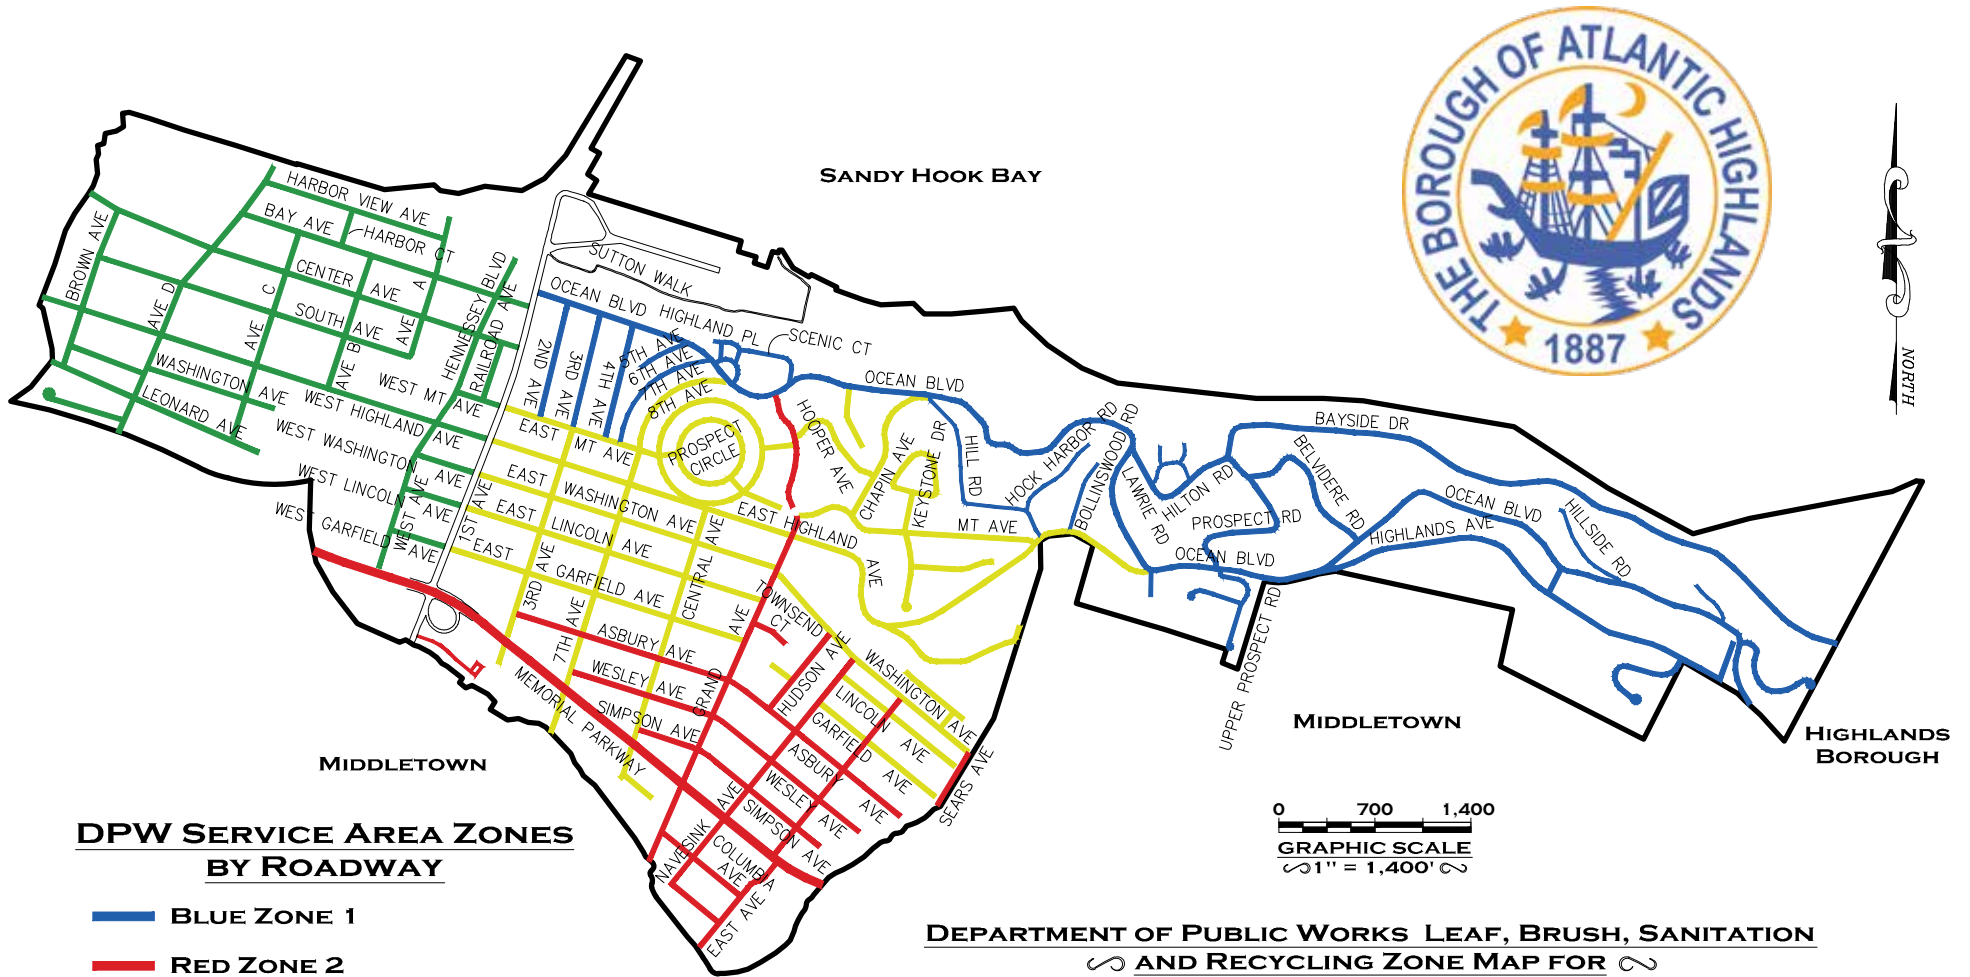 THE BOROUGH OF ATLANTIC HIGHLANDS
1887
NORTH
SANDY HOOK BAY
HARBOR VIEW AVE
BAY AVE
HARBOR CT
CENTER AVE
SOUTH AVE
BROWN AVE
AVE D
AVE C
AVE B
AVE A
HENNESSEY BLVD
RAILROAD AVE
WASHINGTON AVE
LEONARD AVE
WEST MT AVE
WEST HIGHLAND AVE
WEST WASHINGTON AVE
WEST LINCOLN AVE
WEST GARFIELD AVE
WEST AVE
1ST AVE
SUTTON WALK
OCEAN BLVD
HIGHLAND PL
SCENIC CT
2ND AVE
3RD AVE
4TH AVE
5TH AVE
6TH AVE
7TH AVE
8TH AVE
PROSPECT CIRCLE
EAST MT AVE
EAST WASHINGTON AVE
EAST LINCOLN AVE
EAST GARFIELD AVE
EAST HIGHLAND AVE
3RD AVE
7TH AVE
CENTRAL AVE
GRAND AVE
ASBURY AVE
WESLEY AVE
SIMPSON AVE
MEMORIAL PARKWAY
TOWNSEND CT
HUDSON AVE
WASHINGTON AVE
LINCOLN AVE
GARFIELD AVE
ASBURY AVE
WESLEY AVE
SIMPSON AVE
NAVESINK AVE
COLUMBIA AVE
EAST AVE
SEARS AVE
OCEAN BLVD
HOOPER AVE
CHAPIN AVE
KEYSTONE DR
HILL RD
MT AVE
HOCK HARBOR RD
BOLLINSWOOD RD
LAWRIE RD
HILTON RD
PROSPECT RD
OCEAN BLVD
UPPER PROSPECT RD
BAYSIDE DR
BELVIDERE RD
OCEAN BLVD
HIGHLANDS AVE
HILLSIDE RD
MIDDLETOWN
MIDDLETOWN
HIGHLANDS
BOROUGH
0 700 1,400
GRAPHIC SCALE
1" = 1,400'
DPW SERVICE AREA ZONES
BY ROADWAY
BLUE ZONE 1
RED ZONE 2
DEPARTMENT OF PUBLIC WORKS LEAF, BRUSH, SANITATION
AND RECYCLING ZONE MAP FOR